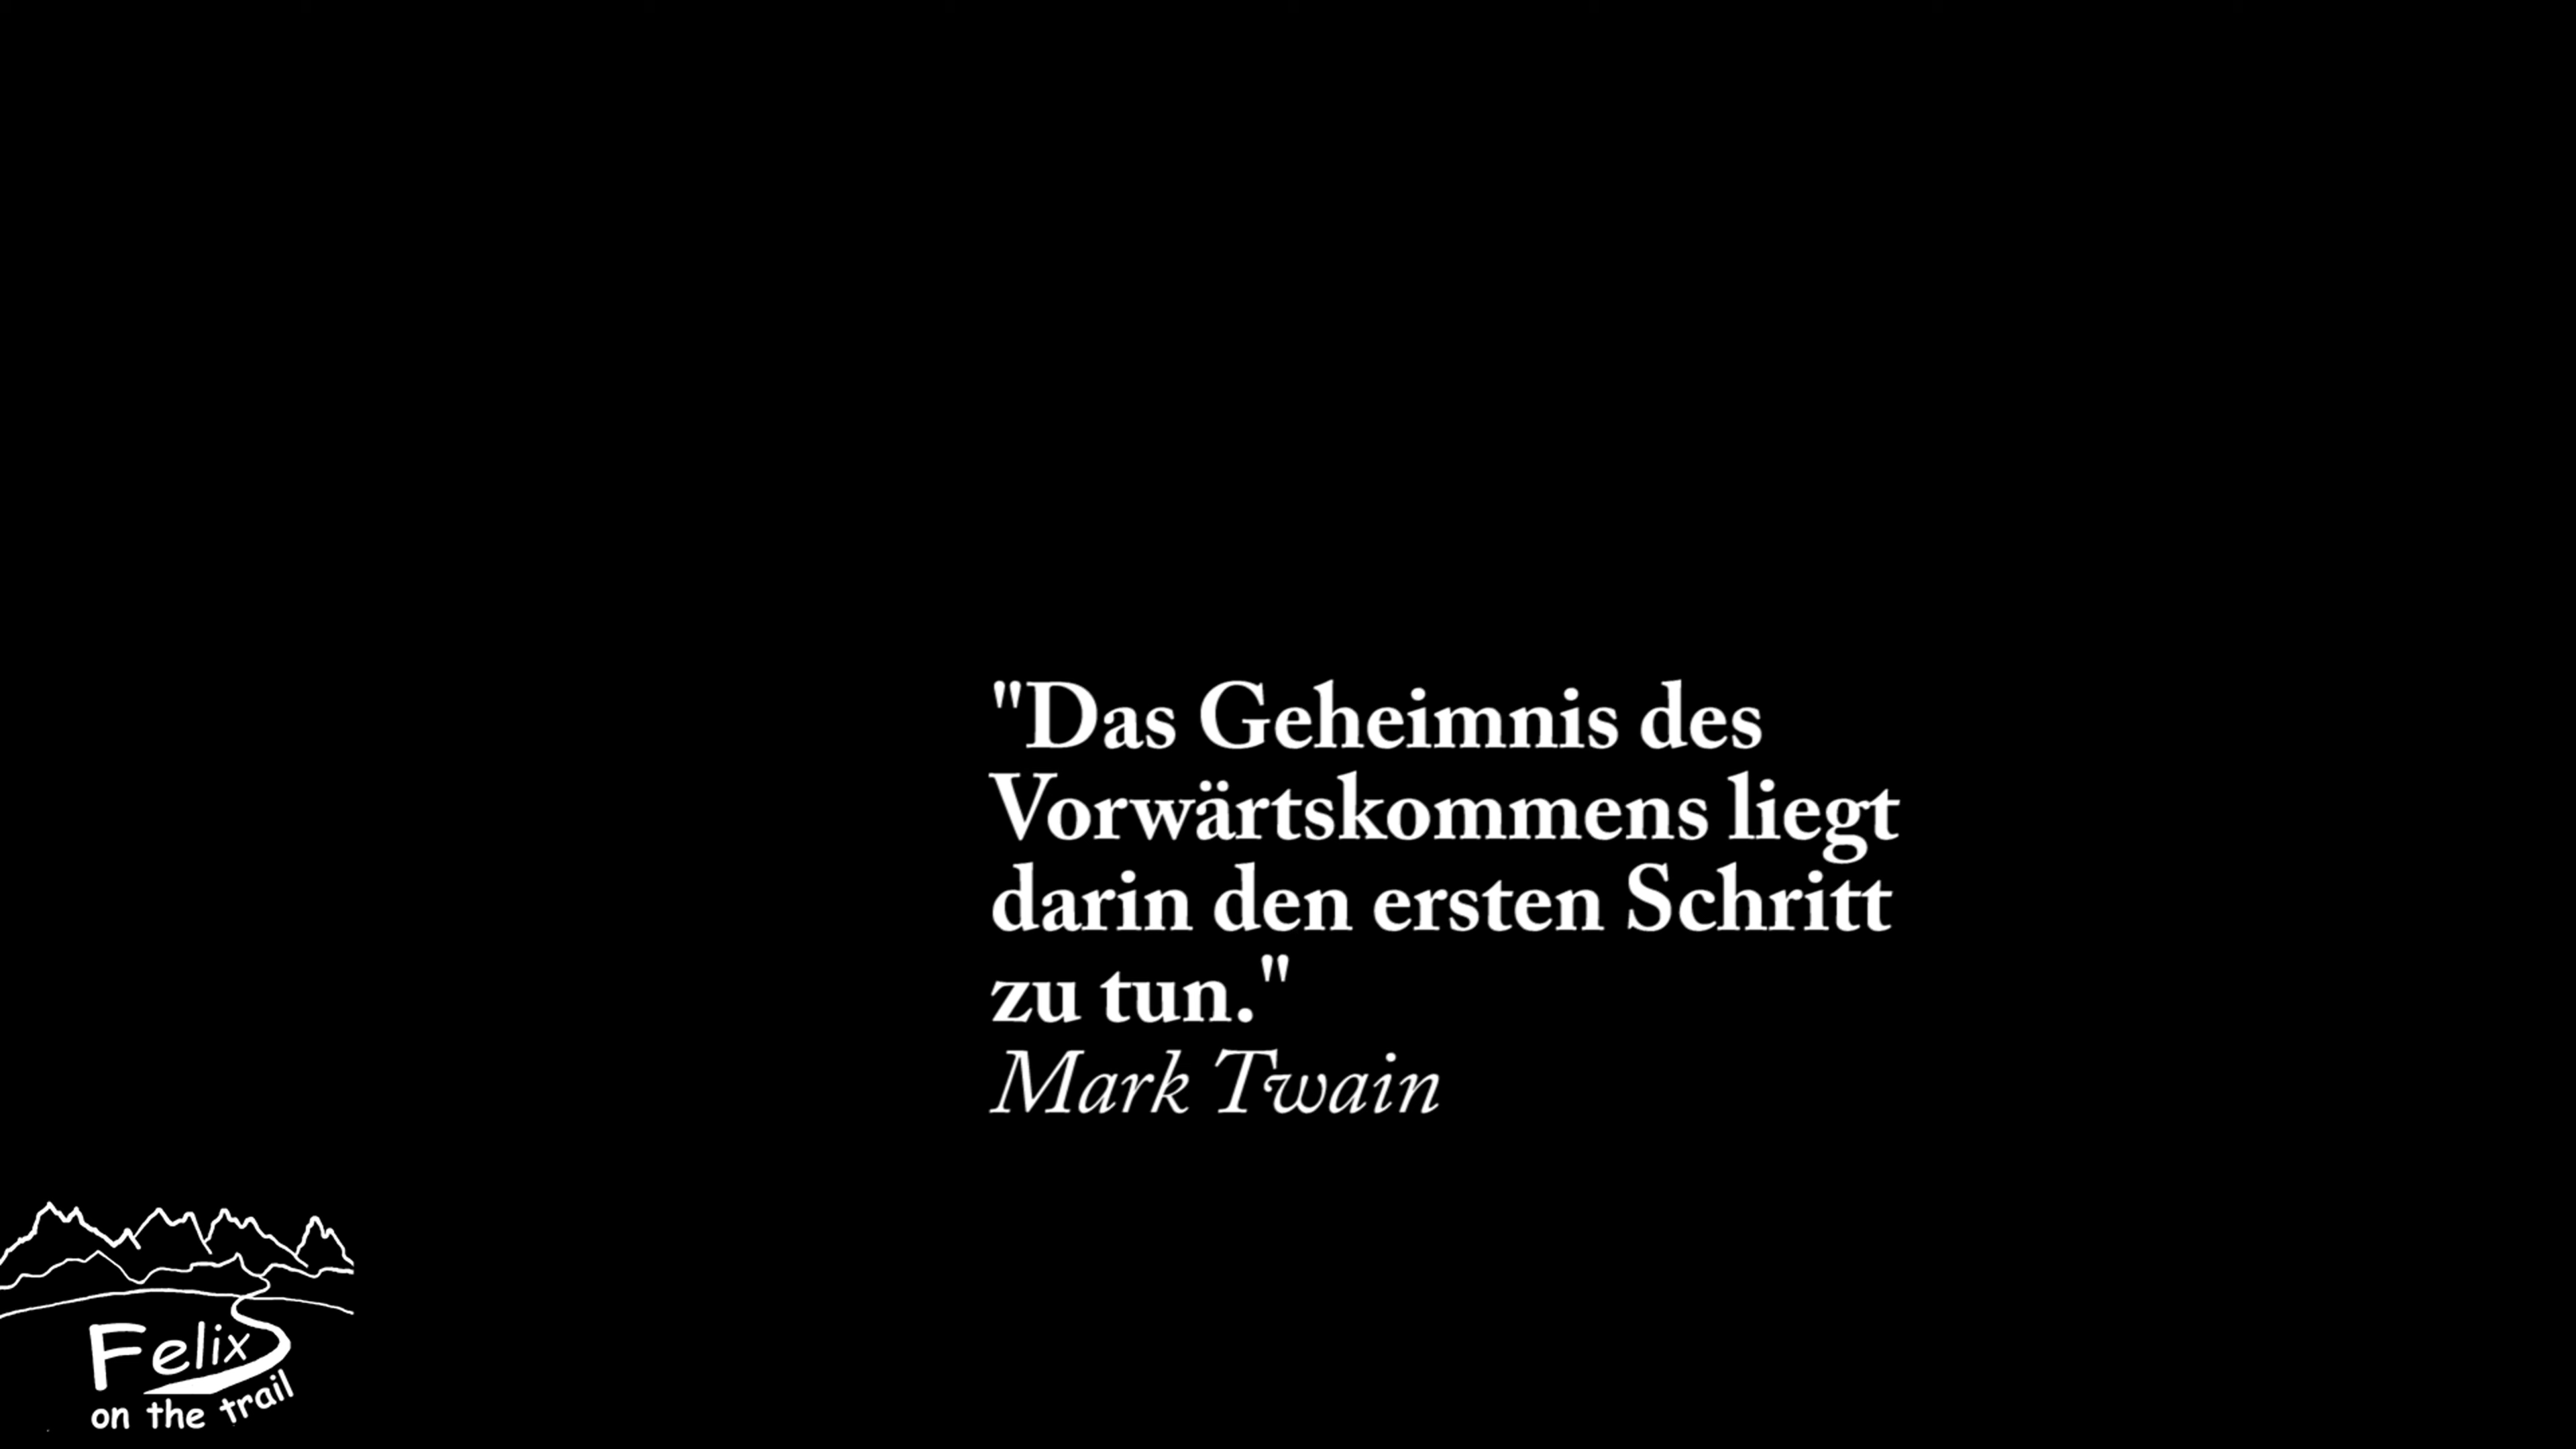 "Das Geheimnis des
Vorwärtskommens liegt
darin den ersten Schritt
zu tun."
Mark Twain
Felix
on the trail